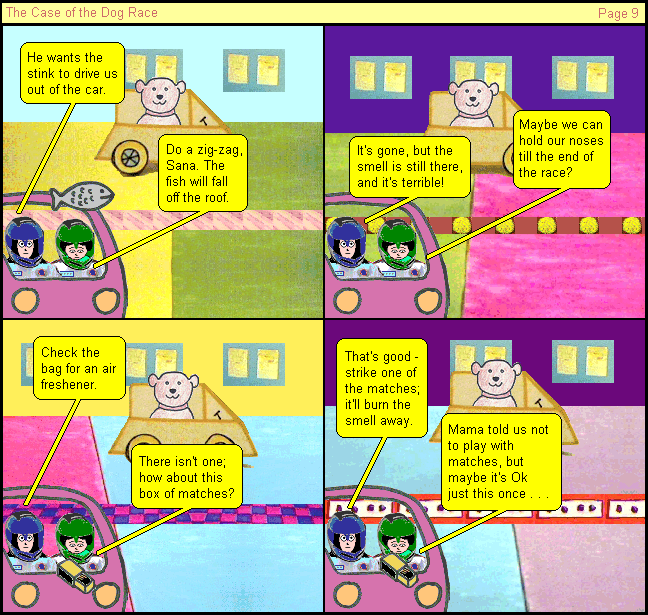 The Case of the Dog Race
Page 9
He wants the
stink to drive us
out of the car.
Do a zig-zag,
Sana. The
fish will fall
off the roof.
It's gone, but the
smell is still there,
and it's terrible!
Maybe we can
hold our noses
till the end of
the race?
Check the
bag for an air
freshener.
There isn't one;
how about this
box of matches?
That's good -
strike one of
the matches;
it'll burn the
smell away.
Mama told us not
to play with
matches, but
maybe it's Ok
just this once . . .